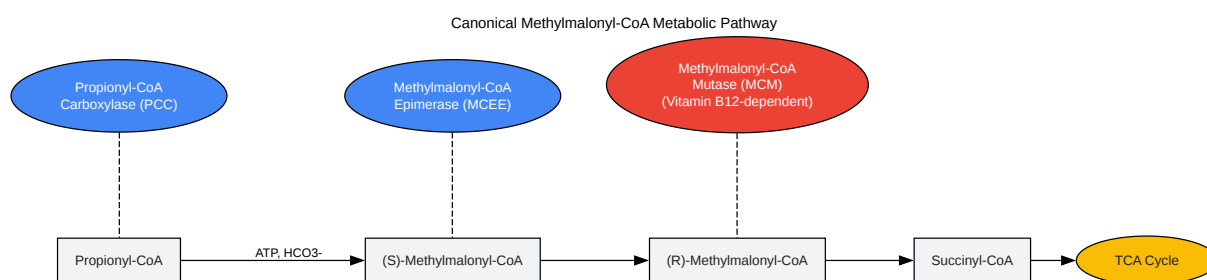 Canonical Methylmalonyl-CoA Metabolic Pathway
Propionyl-CoA
Carboxylase (PCC)
Methylmalonyl-CoA
Epimerase (MCEE)
Methylmalonyl-CoA
Mutase (MCM)
(Vitamin B12-dependent)
Propionyl-CoA
ATP, HCO3-
(S)-Methylmalonyl-CoA
(R)-Methylmalonyl-CoA
Succinyl-CoA
TCA Cycle